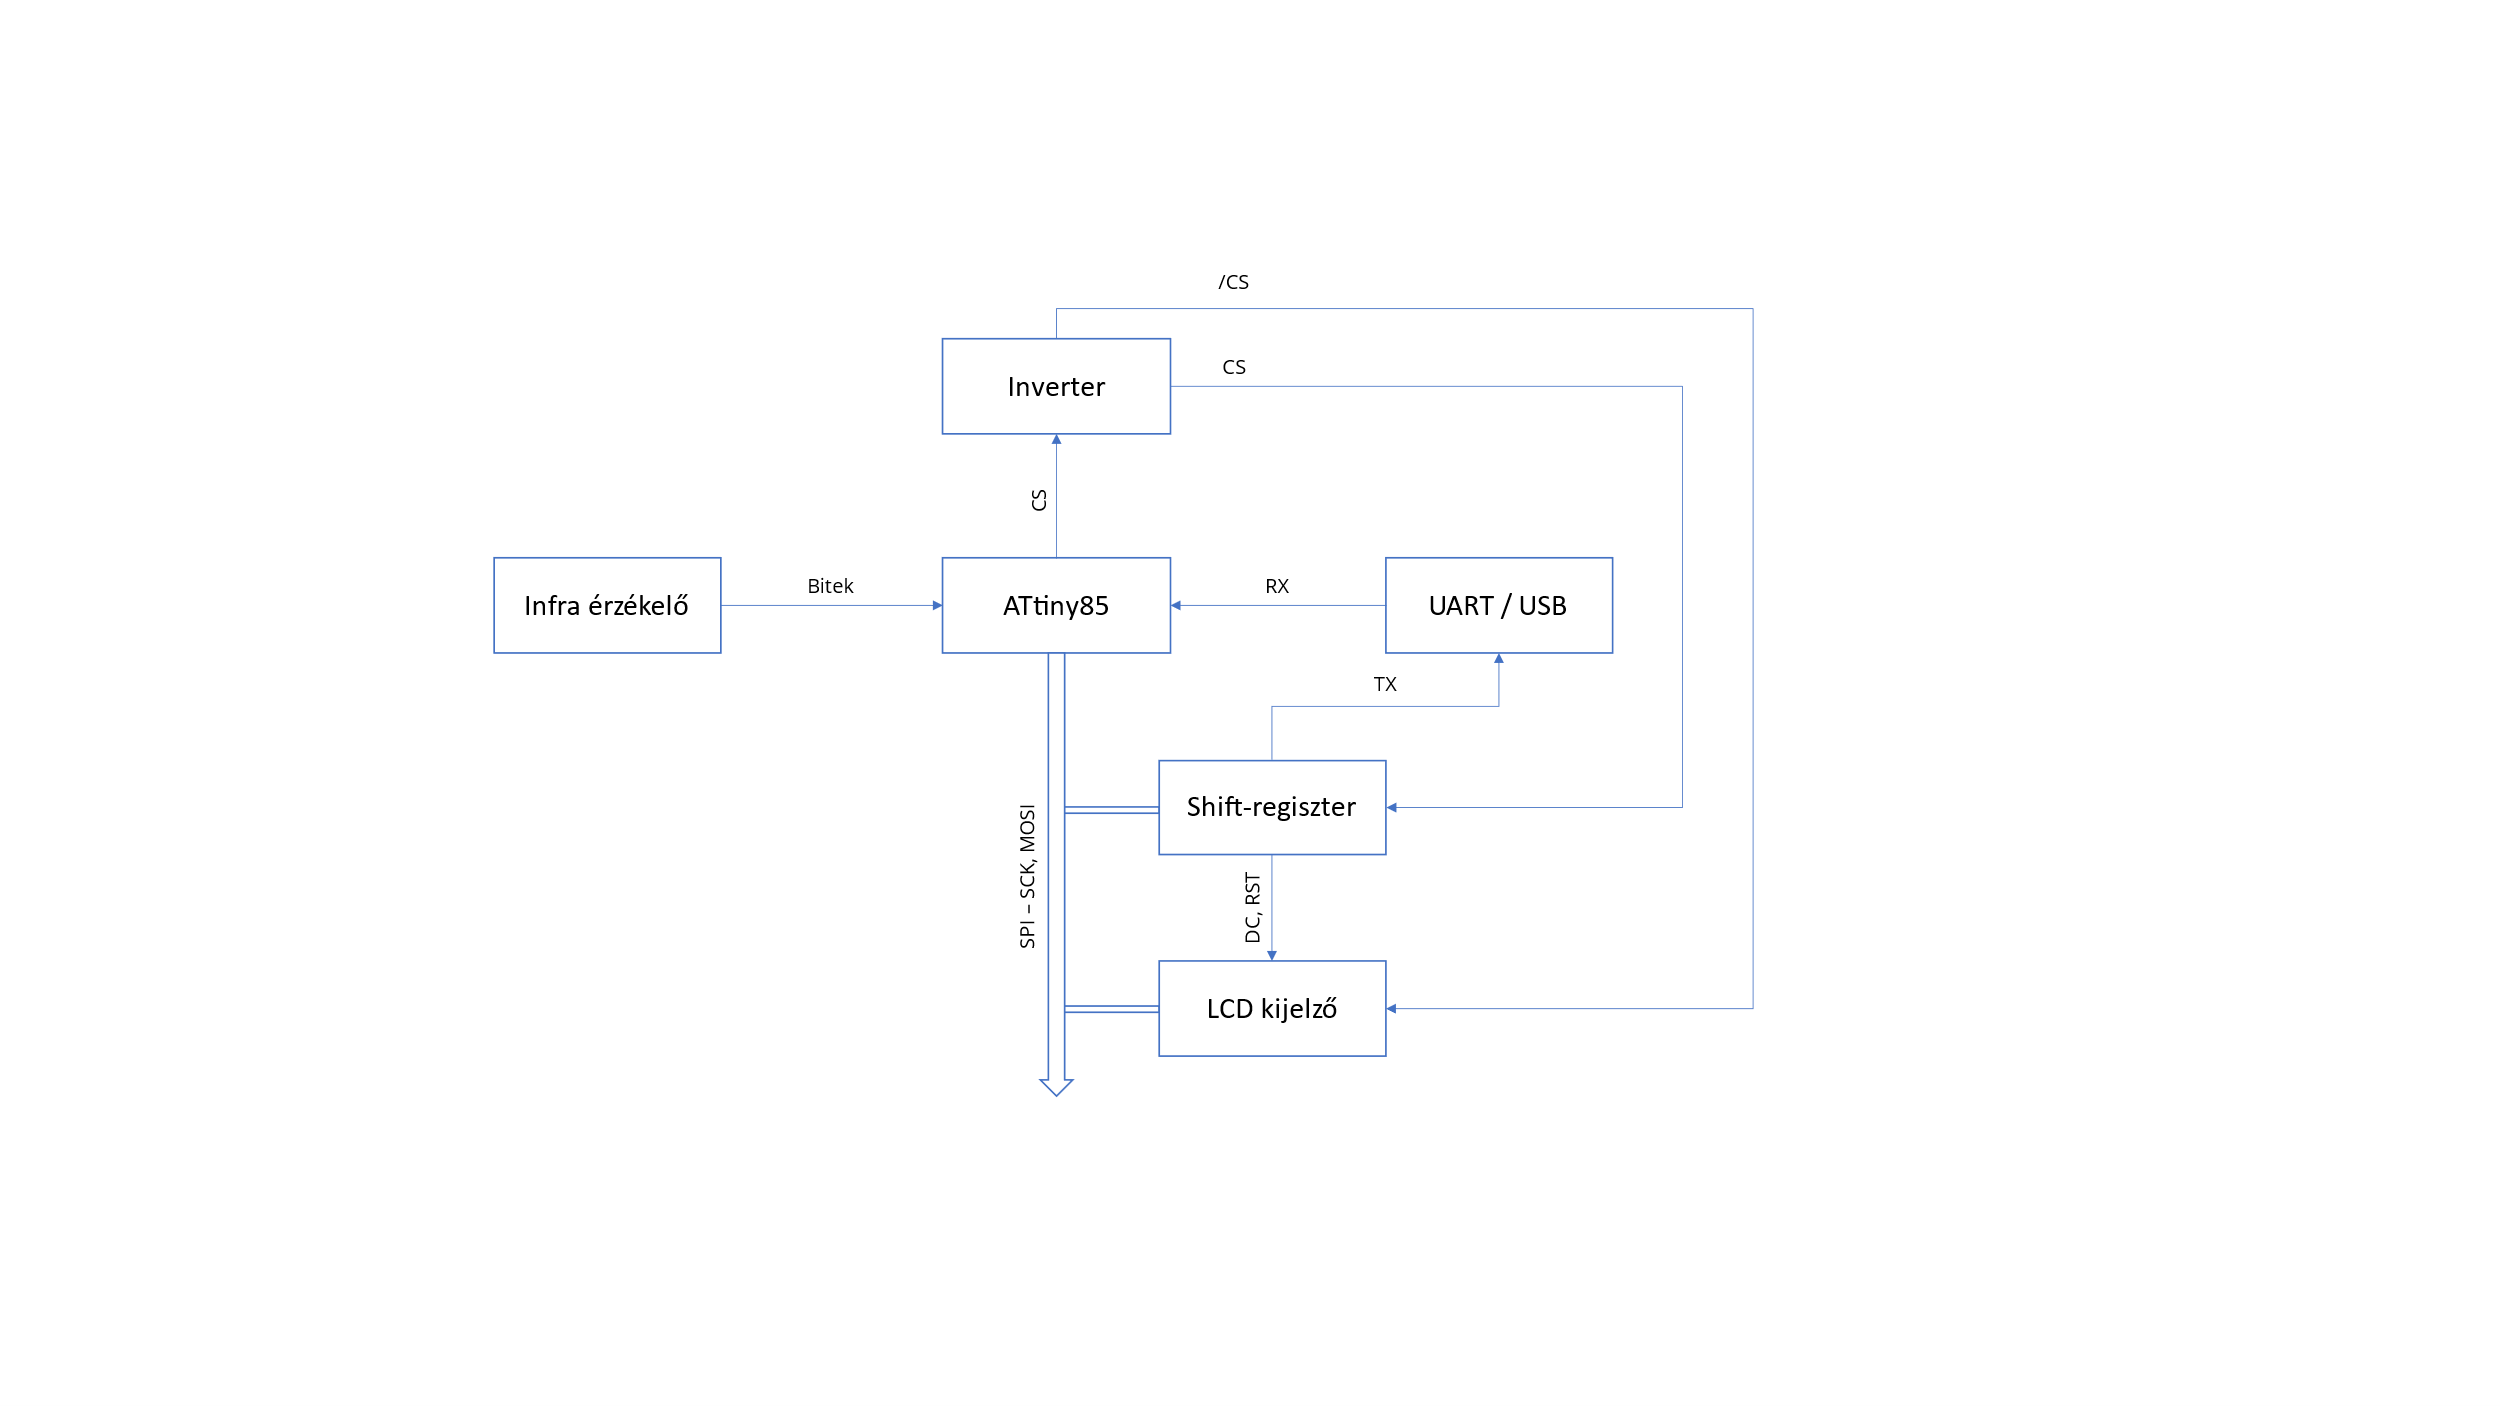 /CS
CS
Inverter
CS
Bitek
RX
Infra érzékelő
ATtiny85
UART / USB
TX
Shift-regiszter
SPI – SCK, MOSI
DC, RST
LCD kijelző